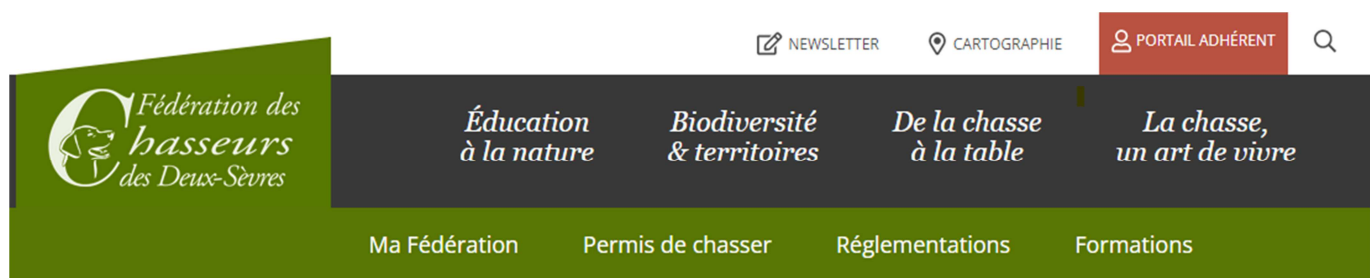 NEWSLETTER
CARTOGRAPHIE
PORTAIL ADHÉRENT
Fédération des
Chasseurs
des Deux-Sèvres
Éducation
à la nature
Biodiversité
& territoires
De la chasse
à la table
La chasse,
un art de vivre
Ma Fédération
Permis de chasser
Réglementations
Formations